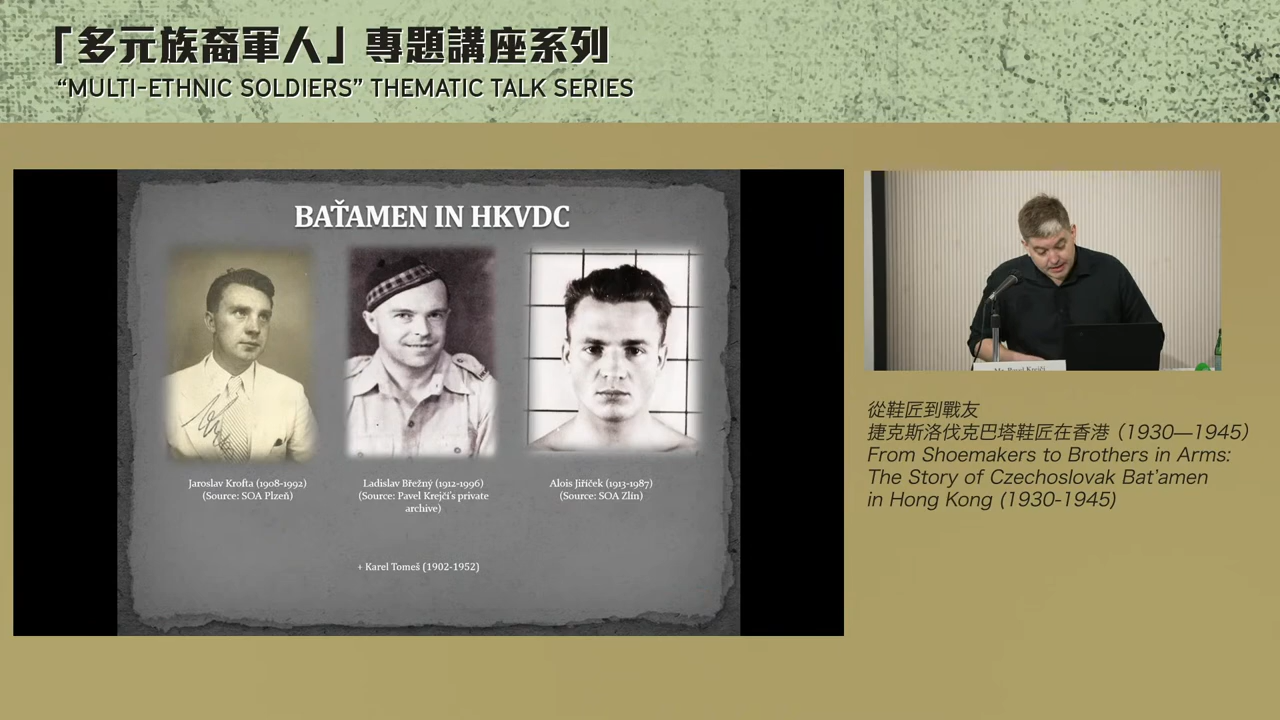 「多元族裔軍人」專題講座系列
“MULTI-ETHNIC SOLDIERS” THEMATIC TALK SERIES
BAŤAMEN IN HKVDC
Jaroslav Krofta (1908-1992)
(Source: SOA Plzeň)
Ladislav Břežný (1912-1996)
(Source: Pavel Krejčí's private
archive)
Alois Jiříček (1913-1987)
(Source: SOA Zlín)
+ Karel Tomeš (1902-1952)
Mr. Pavel Krejčí
從鞋匠到戰友
捷克斯洛伐克巴塔鞋匠在香港（1930—1945）
From Shoemakers to Brothers in Arms:
The Story of Czechoslovak Bat'amen
in Hong Kong (1930-1945)